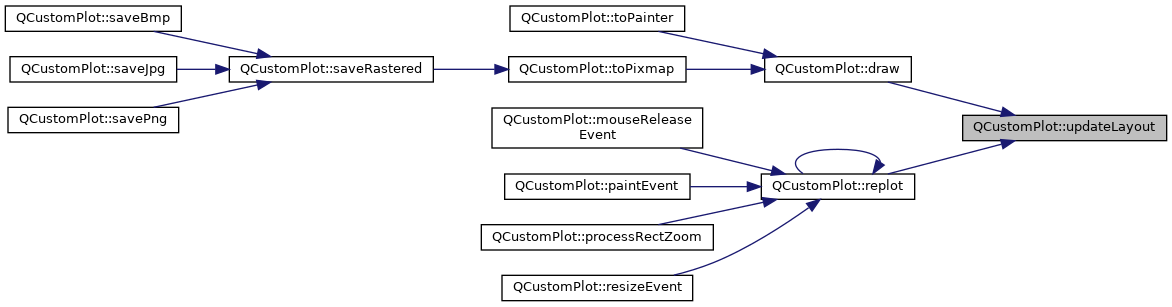 QCustomPlot::saveBmp
QCustomPlot::saveJpg
QCustomPlot::savePng
QCustomPlot::saveRastered
QCustomPlot::toPainter
QCustomPlot::toPixmap
QCustomPlot::mouseRelease
Event
QCustomPlot::paintEvent
QCustomPlot::processRectZoom
QCustomPlot::resizeEvent
QCustomPlot::draw
QCustomPlot::replot
QCustomPlot::updateLayout